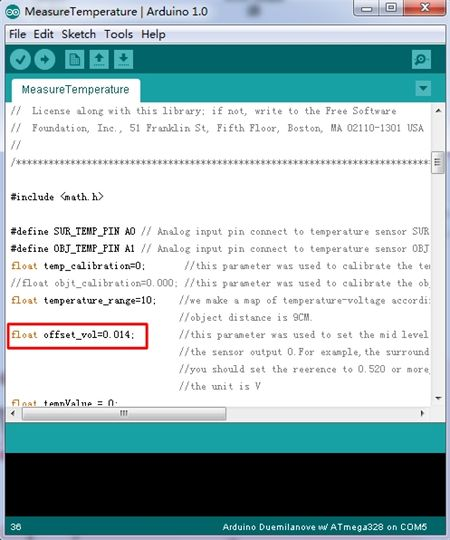 MeasureTemperature | Arduino 1.0
File Edit Sketch Tools Help
MeasureTemperature
// License along with this library; if not, write to the Free Software
// Foundation, Inc., 51 Franklin St, Fifth Floor, Boston, MA 02110-1301 USA
//
/******************************************************************************
#include <math.h>
#define SUR_TEMP_PIN A0 // Analog input pin connect to temperature sensor SUR
#define OBJ_TEMP_PIN A1 // Analog input pin connect to temperature sensor OBJ
float temp_calibration=0; //this parameter was used to calibrate the tem
//float objt_calibration=0.000; //this parameter was used to calibrate the obj
float temperature_range=10; //we make a map of temperature-voltage accordi
//object distance is 9CM.
float offset_vol=0.014; //this parameter was used to set the mid level
//the sensor output 0.For example,the surround
//you should set the reerence to 0.520 or more,
//the unit is V
float tempValue = 0;
36
Arduino Duemilanove w/ ATmega328 on COM5